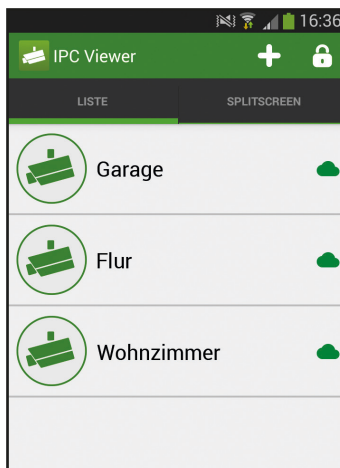 16:36
IPC Viewer
LISTE SPLITSCREEN
Garage
Flur
Wohnzimmer